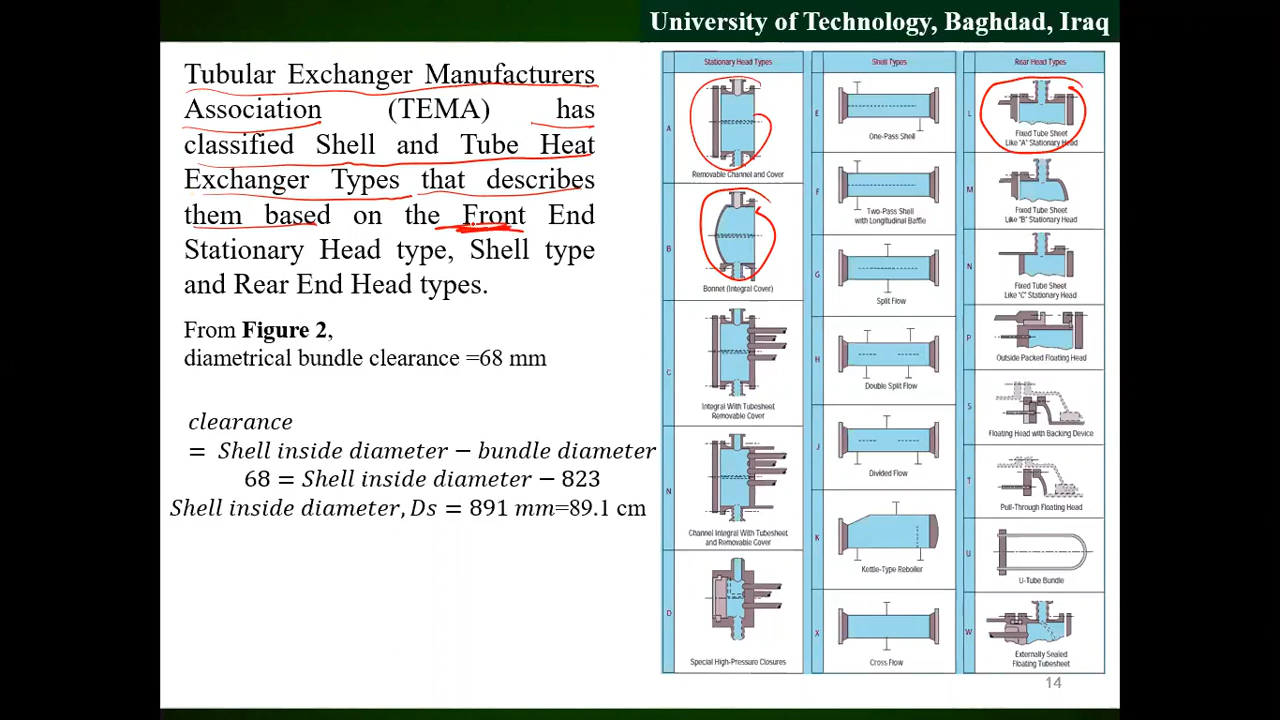 University of Technology, Baghdad, Iraq
Tubular Exchanger Manufacturers
Association (TEMA) has
classified Shell and Tube Heat
Exchanger Types that describes
them based on the Front End
Stationary Head type, Shell type
and Rear End Head types.
From Figure 2,
diametrical bundle clearance =68 mm
clearance
= Shell inside diameter − bundle diameter
68 = Shell inside diameter − 823
Shell inside diameter, Ds = 891 mm=89.1 cm
Stationary Head Types
A
Removable Channel and Cover
B
Bonnet (Integral Cover)
C
Integral With Tubesheet
Removable Cover
N
Channel Integral With Tubesheet
and Removable Cover
D
Special High-Pressure Closures
Shell Types
E
One-Pass Shell
F
Two-Pass Shell
with Longitudinal Baffle
G
Split Flow
H
Double Split Flow
J
Divided Flow
K
Kettle-Type Reboiler
X
Cross Flow
Rear Head Types
L
Fixed Tube Sheet
Like "A" Stationary Head
M
Fixed Tube Sheet
Like "B" Stationary Head
N
Fixed Tube Sheet
Like "C" Stationary Head
P
Outside Packed Floating Head
S
Floating Head with Backing Device
T
Pull-Through Floating Head
U
U-Tube Bundle
W
Externally Sealed
Floating Tubesheet
14